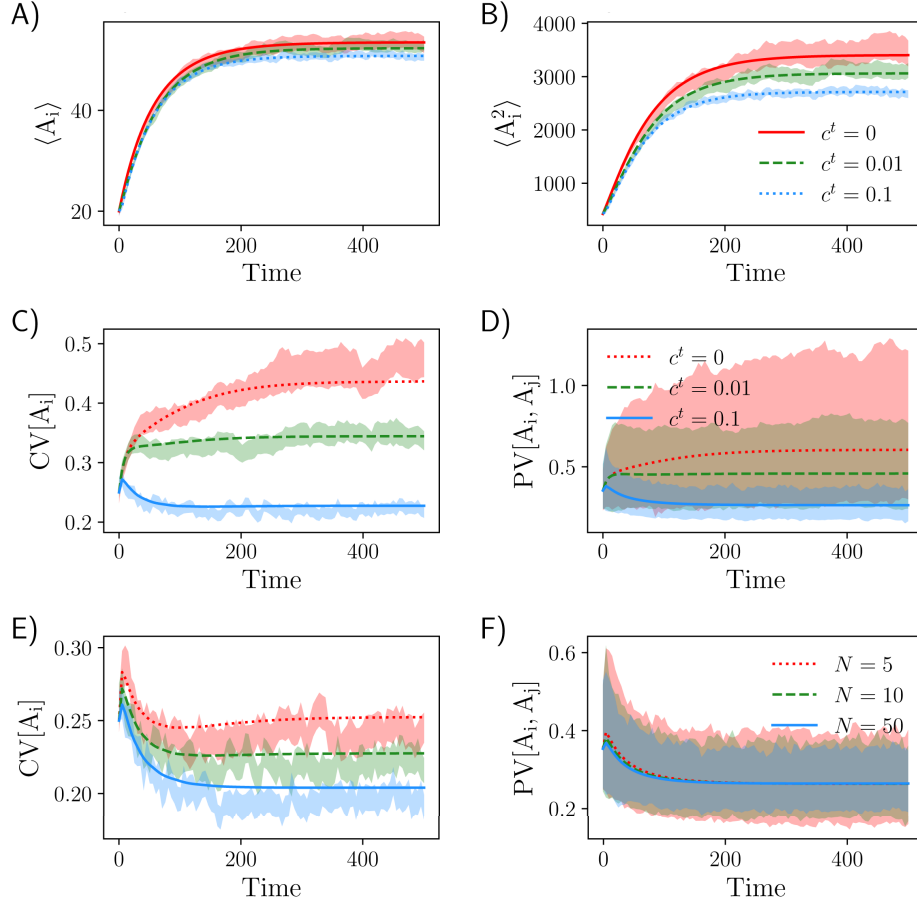 A)
⟨A_i⟩
40
20
0
200
400
Time
B)
⟨A_i^2⟩
4000
3000
2000
1000
c^t = 0
c^t = 0.01
c^t = 0.1
0
200
400
Time
C)
CV[A_i]
0.5
0.4
0.3
0.2
0
200
400
Time
D)
PV[A_i, A_j]
1.0
0.5
c^t = 0
c^t = 0.01
c^t = 0.1
0
200
400
Time
E)
CV[A_i]
0.30
0.25
0.20
0
200
400
Time
F)
PV[A_i, A_j]
0.6
0.4
0.2
N = 5
N = 10
N = 50
0
200
400
Time